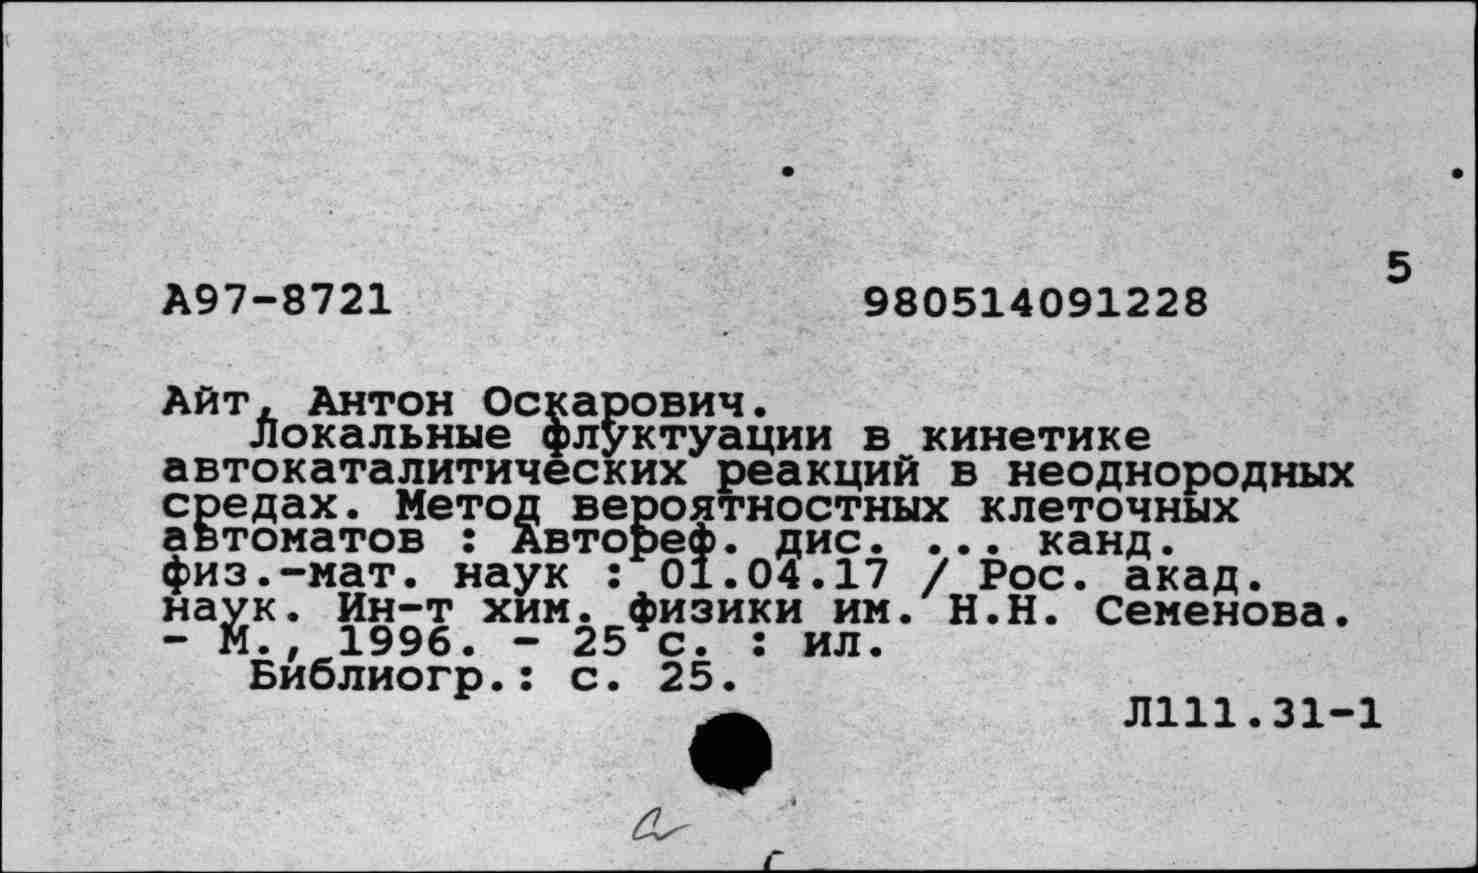 5
А97-8721 980514091228
Айт, Антон Оскарович.
Локальные флуктуации в кинетике
автокаталитических реакций в неоднородных
средах. Метод вероятностных клеточных
автоматов : Автореф. дис. ... канд.
физ.-мат. наук : 01.04.17 / Рос. акад.
наук. Ин-т хим. физики им. Н.Н. Семенова.
- М., 1996. - 25 с. : ил.
Библиогр.: с. 25.
Л111.31-1